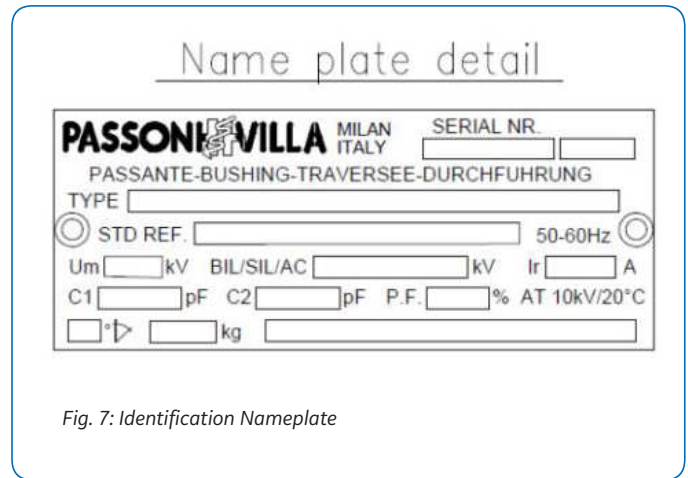 Name plate detail
PASSONI VILLA MILAN ITALY SERIAL NR.
PASSANTE-BUSHING-TRAVERSEE-DURCHFUHRUNG
TYPE
STD REF. 50-60Hz
Um kV BIL/SIL/AC kV Ir A
C1 pF C2 pF P.F. % AT 10kV/20°C
° kg
Fig. 7: Identification Nameplate